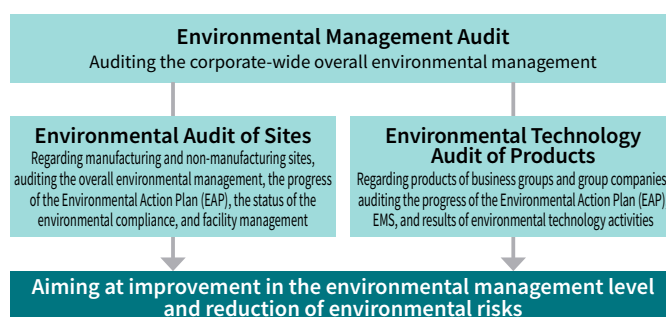 Environmental Management Audit
Auditing the corporate-wide overall environmental management
Environmental Audit of Sites
Regarding manufacturing and non-manufacturing sites,
auditing the overall environmental management, the progress
of the Environmental Action Plan (EAP), the status of the
environmental compliance, and facility management
Environmental Technology
Audit of Products
Regarding products of business groups and group companies
auditing the progress of the Environmental Action Plan (EAP)
EMS, and results of environmental technology activities
Aiming at improvement in the environmental management level
and reduction of environmental risks